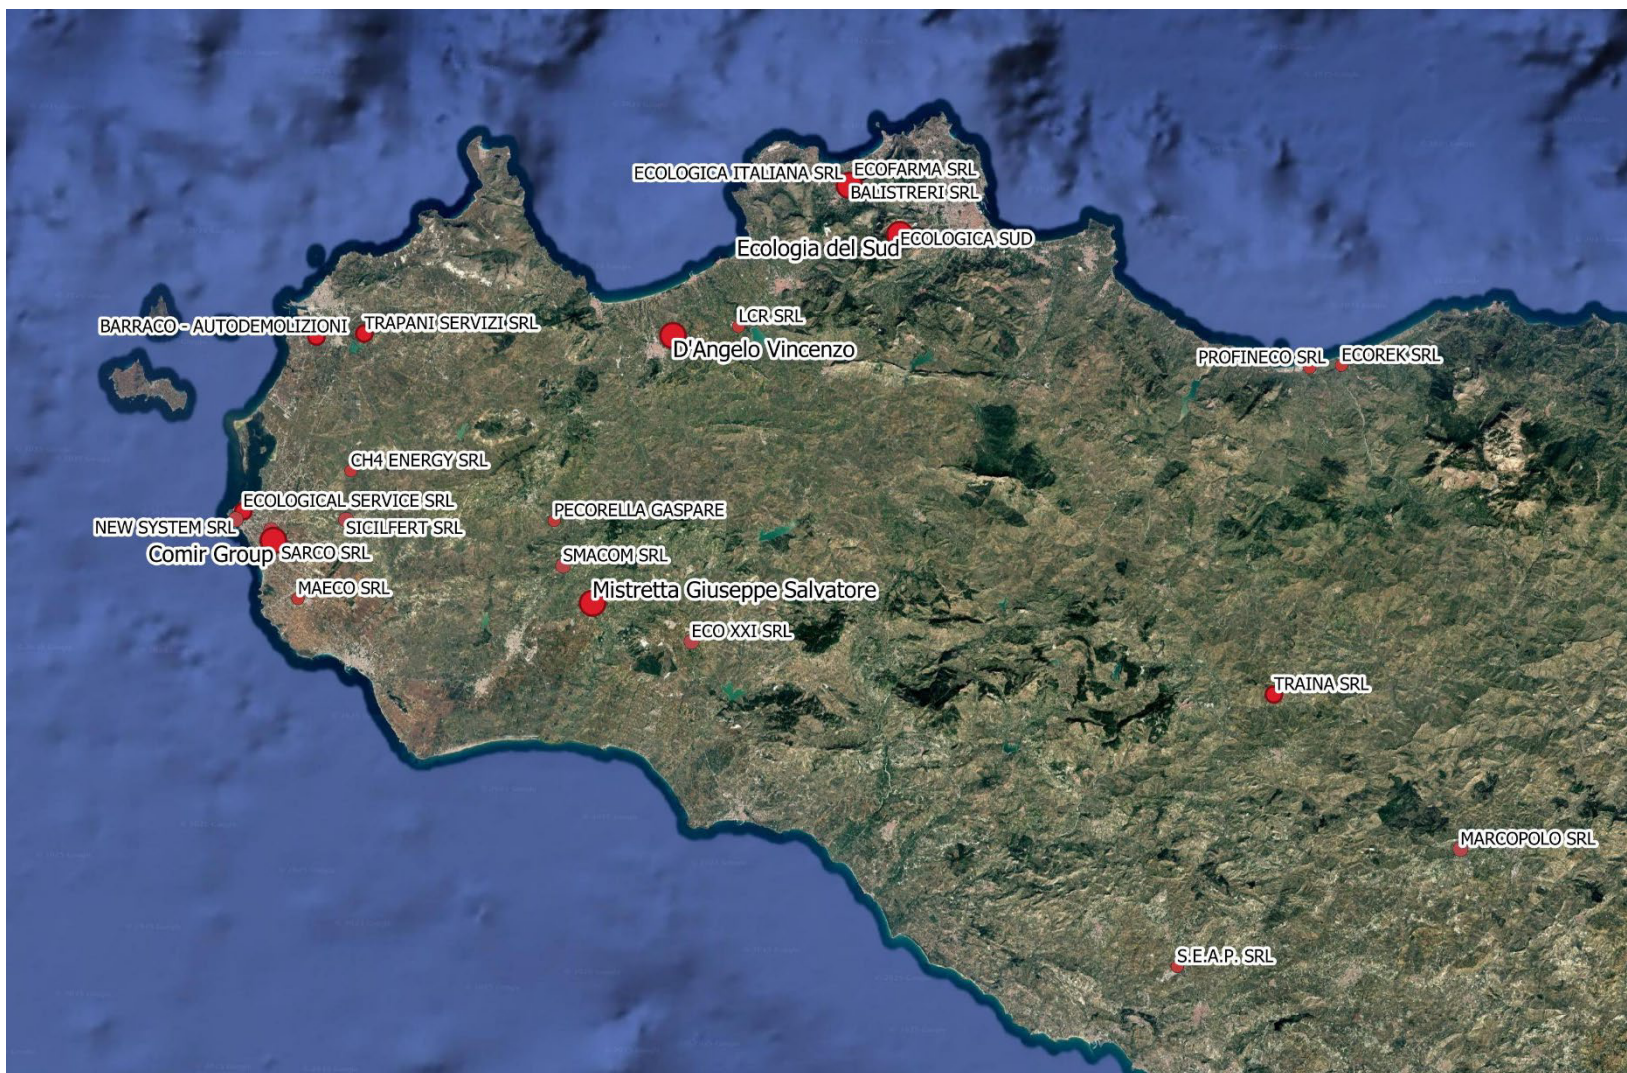 ECOLOGICA ITALIANA SRL
ECOFARMA SRL
BALISTRERI SRL
ECOLOGICA SUD
Ecologia del Sud
BARRACO - AUTODEMOLIZIONI
TRAPANI SERVIZI SRL
LCR SRL
D'Angelo Vincenzo
PROFINECO SRL
ECOREK SRL
CH4 ENERGY SRL
ECOLOGICAL SERVICE SRL
NEW SYSTEM SRL
SICILFERT SRL
PECORELLA GASPARE
Comir Group
SARCO SRL
SMACOM SRL
MAECO SRL
Mistretta Giuseppe Salvatore
ECO XXI SRL
TRAINA SRL
MARCOPOLO SRL
S.E.A.P. SRL